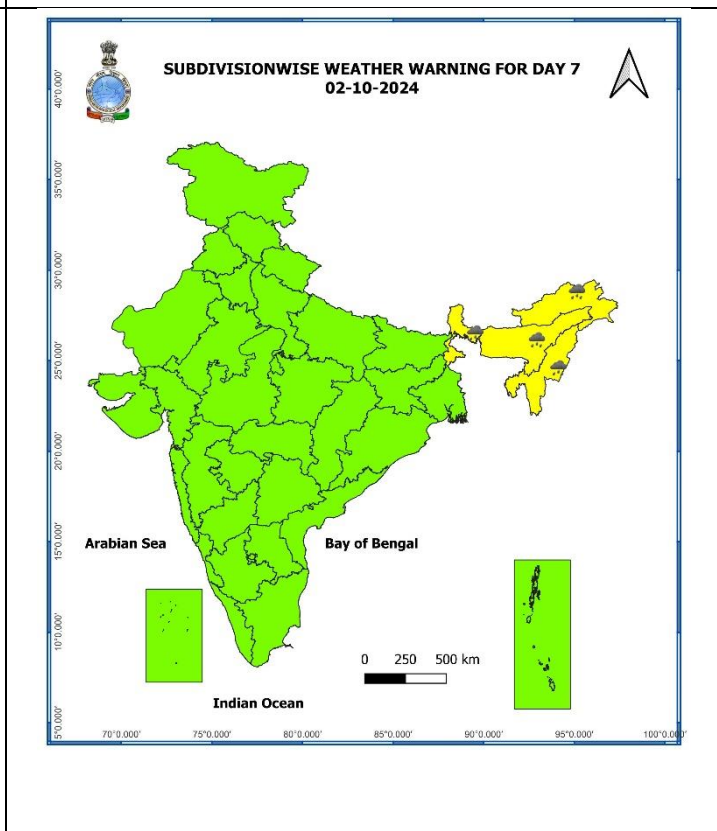 SUBDIVISIONWISE WEATHER WARNING FOR DAY 7
02-10-2024
40°0.000'
35°0.000'
30°0.000'
25°0.000'
20°0.000'
15°0.000'
10°0.000'
5°0.000'
Arabian Sea
Bay of Bengal
0 250 500 km
Indian Ocean
70°0.000' 75°0.000' 80°0.000' 85°0.000' 90°0.000' 95°0.000' 100°0.000'